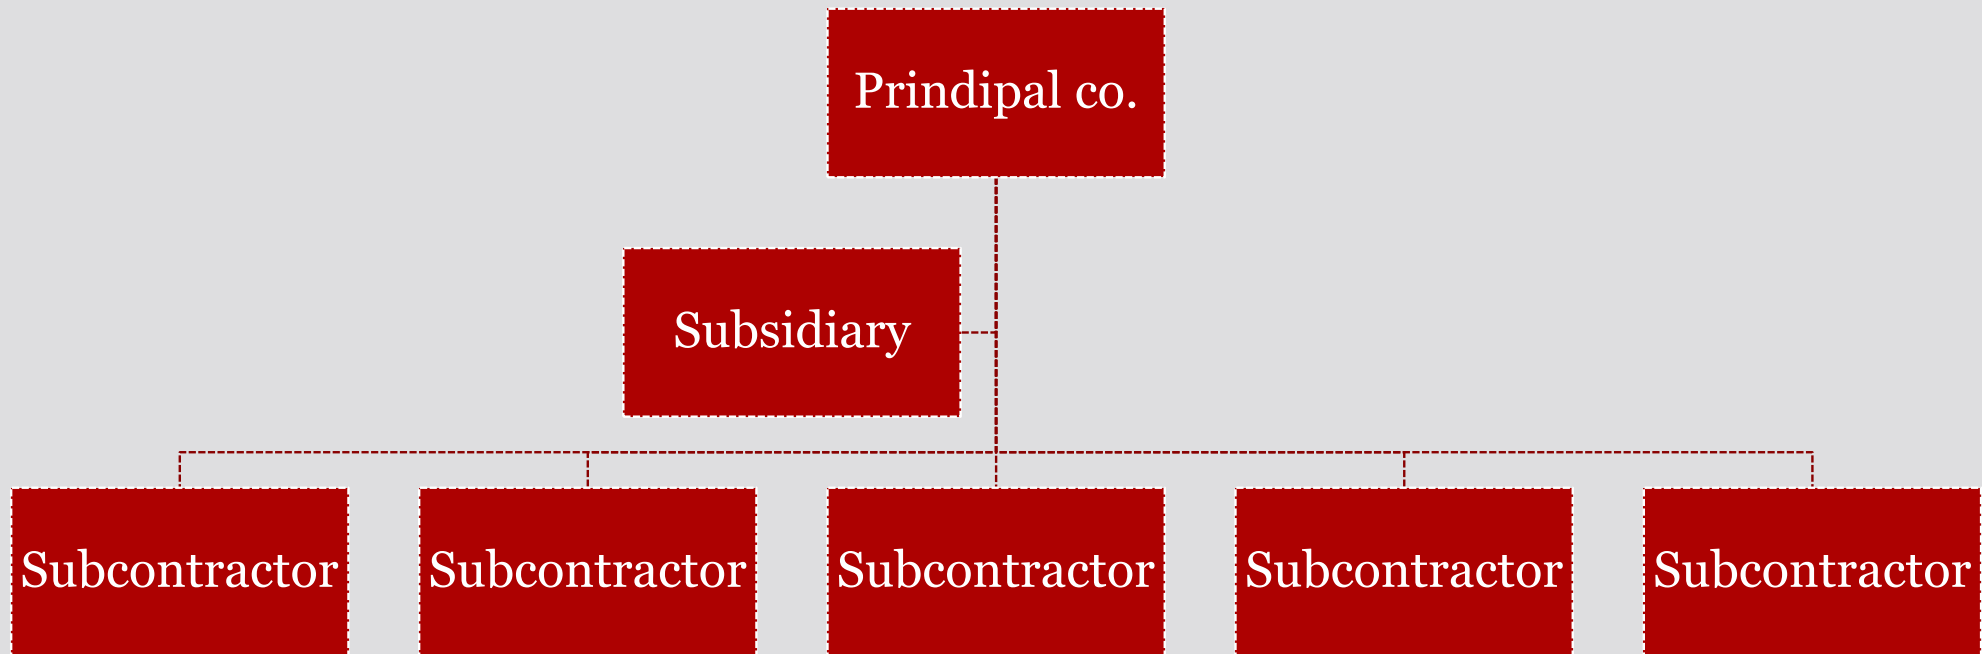 Prindipal co.
Subsidiary
Subcontractor
Subcontractor
Subcontractor
Subcontractor
Subcontractor